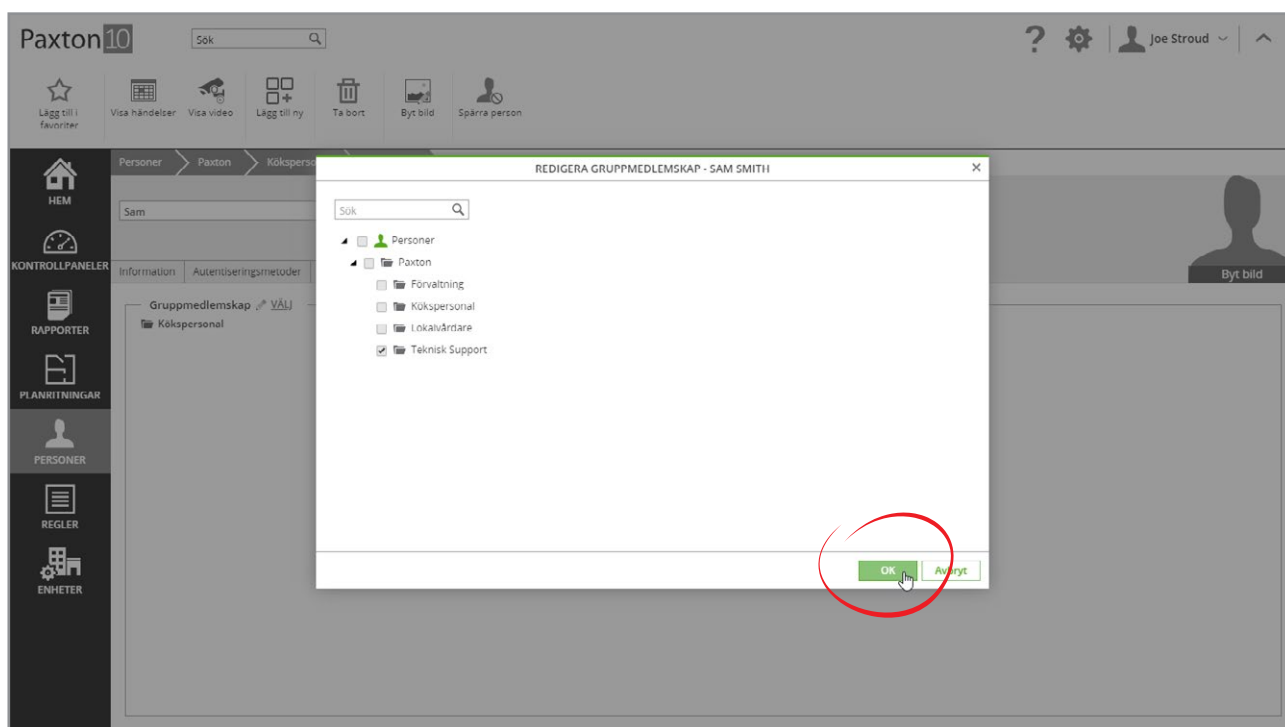 Paxton10
Sök
Joe Stroud
Lägg till i
favoriter
Visa händelser
Visa video
Lägg till ny
Ta bort
Byt bild
Spärra person
HEM
KONTROLLPANELER
RAPPORTER
PLANRITNINGAR
PERSONER
REGLER
ENHETER
Personer
Paxton
Sam
Information
Autentiseringsmetoder
Gruppmedlemskap VÄLJ
Kökspersonal
Byt bild
REDIGERA GRUPPMEDLEMSKAP - SAM SMITH
Sök
Personer
Paxton
Förvaltning
Kökspersonal
Lokalvårdare
Teknisk Support
OK
Avbryt